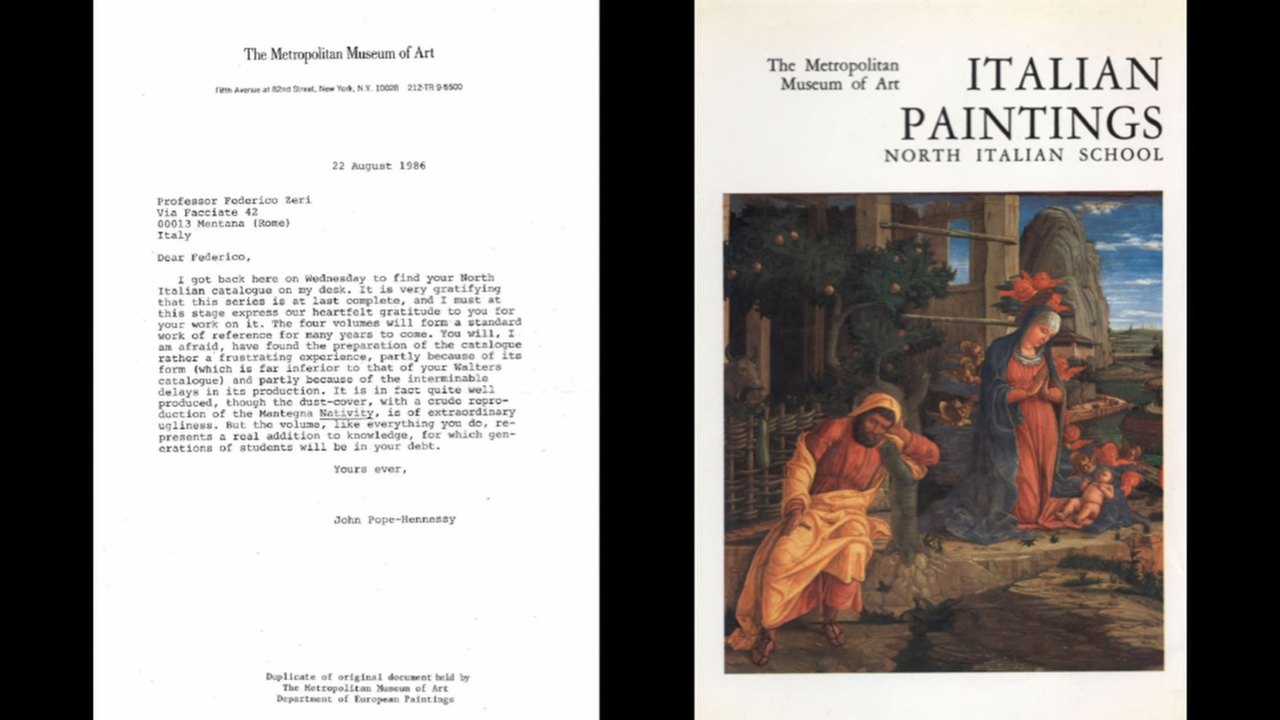 The Metropolitan Museum of Art
Fifth Avenue at 82nd Street, New York, N.Y. 10028 212-TR 9-5500
22 August 1986
Professor Federico Zeri
Via Facciate 42
00013 Mentana (Rome)
Italy
Dear Federico,
I got back here on Wednesday to find your North
Italian catalogue on my desk. It is very gratifying
that this series is at last complete, and I must at
this stage express our heartfelt gratitude to you for
your work on it. The four volumes will form a standard
work of reference for many years to come. You will, I
am afraid, have found the preparation of the catalogue
rather a frustrating experience, partly because of its
form (which is far inferior to that of your Walters
catalogue) and partly because of the interminable
delays in its production. It is in fact quite well
produced, though the dust-cover, with a crude repro-
duction of the Mantegna Nativity, is of extraordinary
ugliness. But the volume, like everything you do, re-
presents a real addition to knowledge, for which gen-
erations of students will be in your debt.
Yours ever,
John Pope-Hennessy
Duplicate of original document held by
The Metropolitan Museum of Art
Department of European Paintings
The Metropolitan
Museum of Art
ITALIAN
PAINTINGS
NORTH ITALIAN SCHOOL